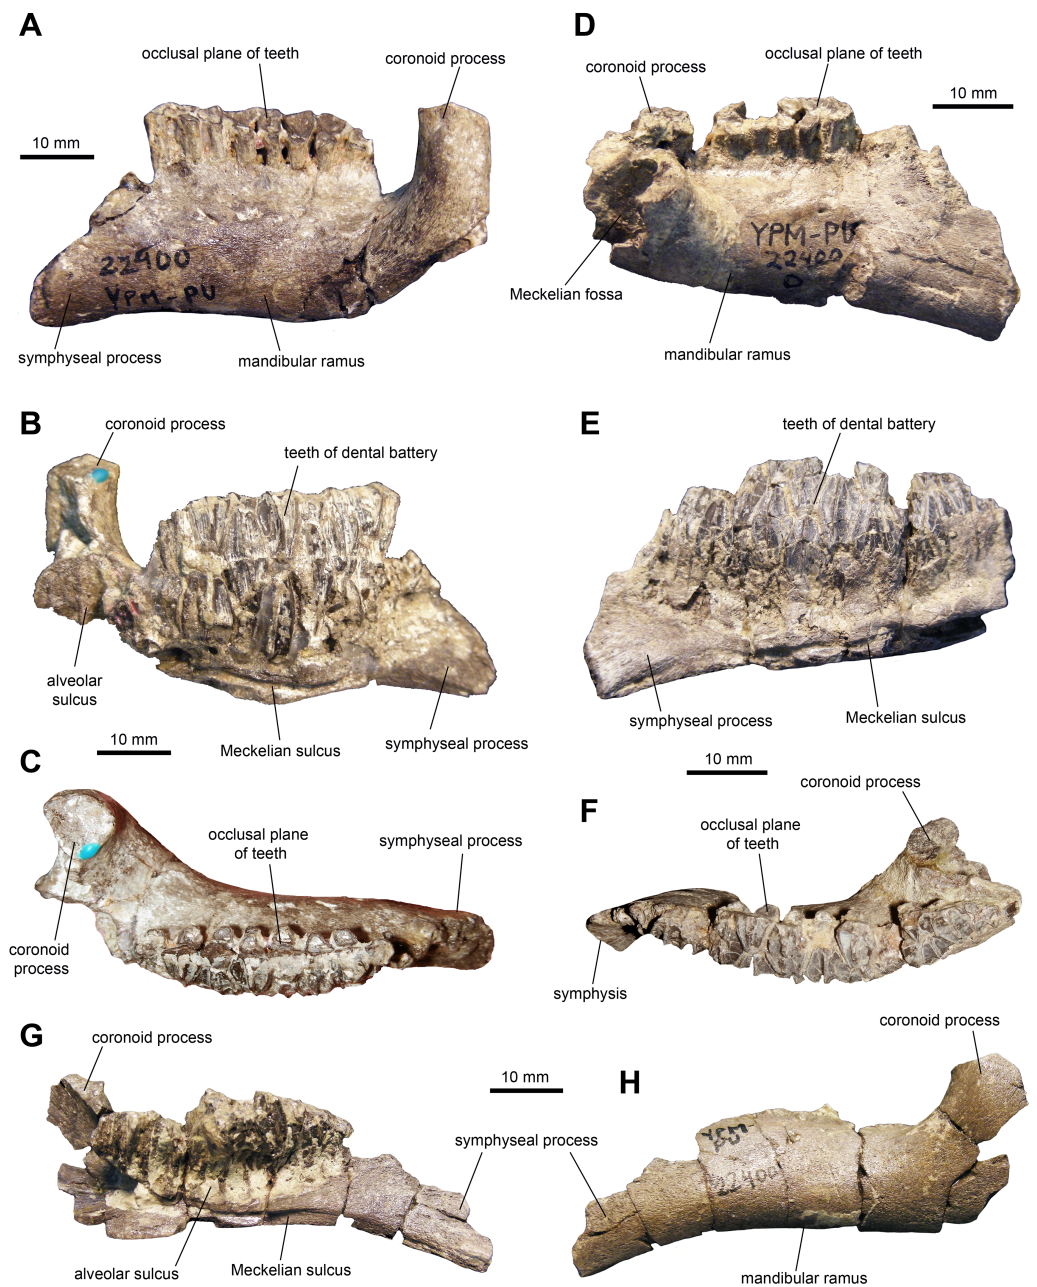 A
occlusal plane of teeth
coronoid process
10 mm
22400
YPM-PU
symphyseal process
mandibular ramus
D
occlusal plane of teeth
coronoid process
10 mm
YPM-PU
22400
Meckelian fossa
mandibular ramus
B
coronoid process
teeth of dental battery
alveolar
sulcus
10 mm
Meckelian sulcus
symphyseal process
E
teeth of dental battery
symphyseal process
Meckelian sulcus
10 mm
C
occlusal plane
of teeth
symphyseal process
coronoid
process
F
coronoid process
occlusal plane
of teeth
symphysis
G
coronoid process
10 mm
symphyseal process
alveolar sulcus
Meckelian sulcus
H
coronoid process
YPM
PU
22400
mandibular ramus